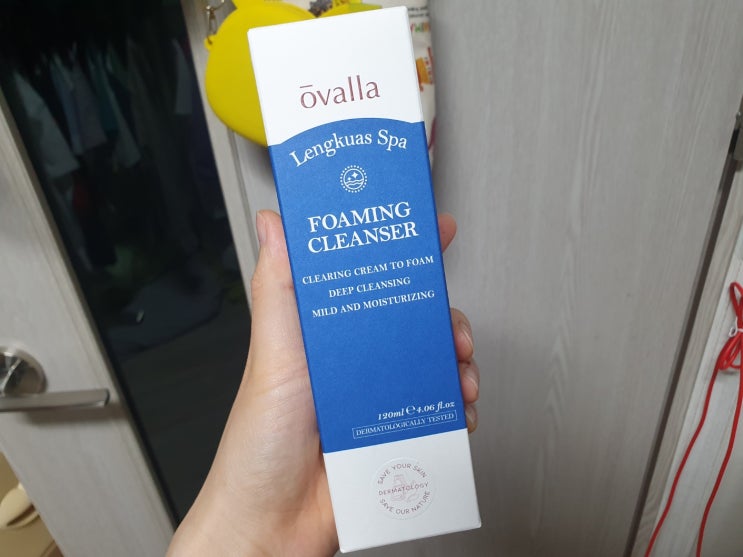 ōvalla
Lengkuas Spa
FOAMING
CLEANSER
CLEARING CREAM TO FOAM
DEEP CLEANSING
MILD AND MOISTURIZING
120ml ℮ 4.06 fl.oz
DERMATOLOGICALLY TESTED
SAVE YOUR SKIN
DERMATOLOGY
SAVE OUR NATURE